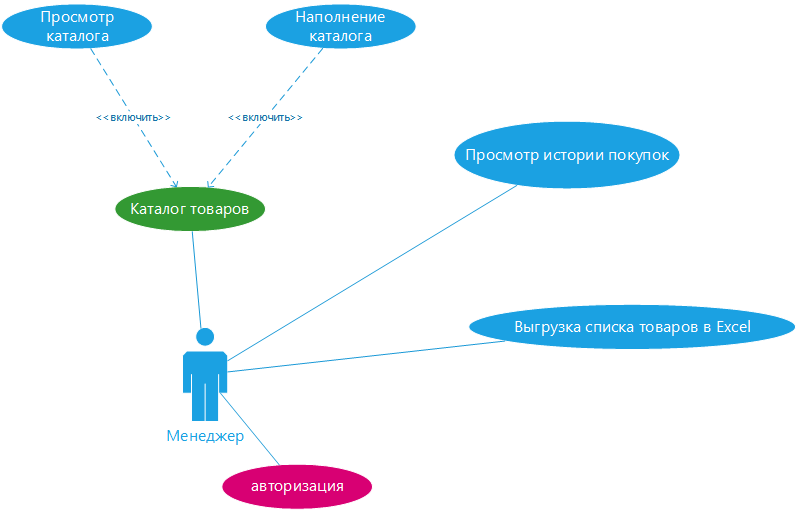 Просмотр
каталога
Наполнение
каталога
<<включить>>
<<включить>>
Просмотр истории покупок
Каталог товаров
Выгрузка списка товаров в Excel
Менеджер
авторизация